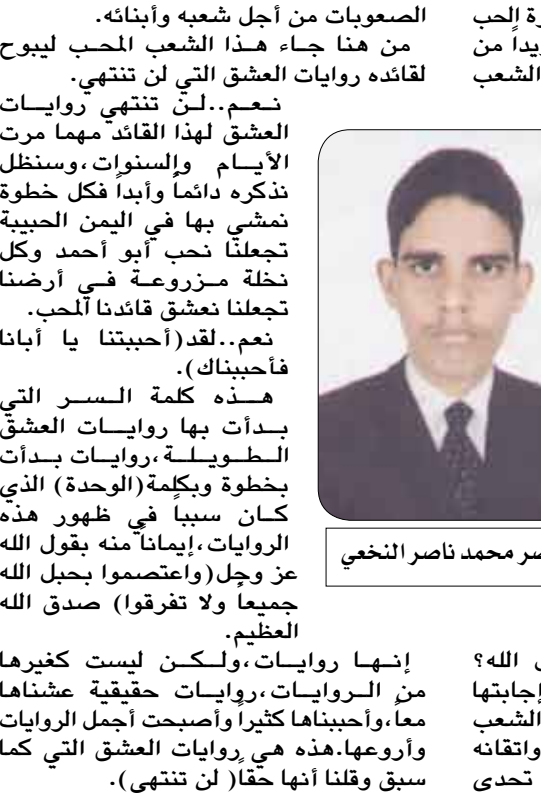 رة الحب
يداً من
الشعب
صر محمد ناصر النخعي
الله؟
إجابتها
الشعب
واتقانه
تحدى
الصعوبات من أجل شعبه وأبنائه.
من هنا جاء هذا الشعب المحب ليبوح
لقائده روايات العشق التي لن تنتهي.
نعم..لن تنتهي روايات
العشق لهذا القائد مهما مرت
الأيام والسنوات،وسنظل
نذكره دائماً وأبداً فكل خطوة
نمشي بها في اليمن الحبيبة
تجعلنا نحب أبو أحمد وكل
نخلة مزروعة في أرضنا
تجعلنا نعشق قائدنا المحب.
نعم..لقد(أحببتنا يا أبانا
فأحببناك).
هذه كلمة السر التي
بدأت بها روايات العشق
الطويلة،روايات بدأت
بخطوة وبكلمة(الوحدة) الذي
كان سبباً في ظهور هذه
الروايات،إيماناً منه بقول الله
عز وجل(واعتصموا بحبل الله
جميعاً ولا تفرقوا) صدق الله
العظيم.
إنها روايات،ولكن ليست كغيرها
من الروايات،روايات حقيقية عشناها
معاً،وأحببناها كثيراً وأصبحت أجمل الروايات
وأروعها.هذه هي روايات العشق التي كما
سبق وقلنا أنها حقاً( لن تنتهي).